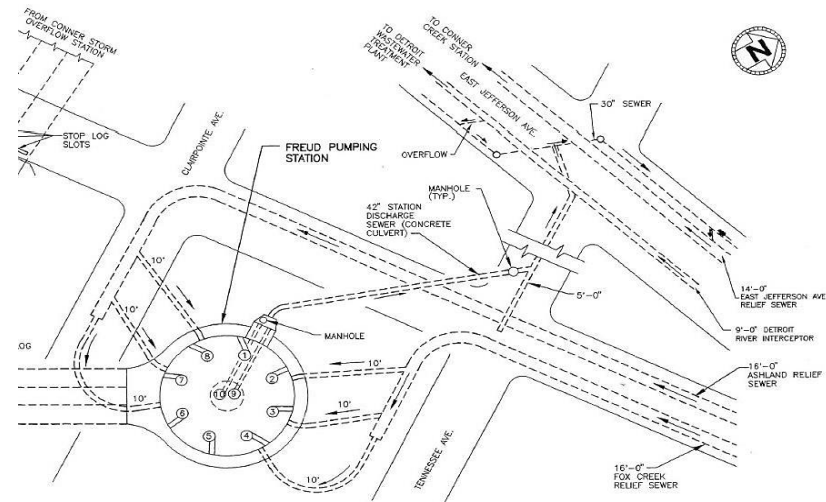 FROM CONNER STORM
OVERFLOW STATION
STOP LOG
SLOTS
CLAIRPOINTE AVE.
FREUD PUMPING
STATION
TO DETROIT
WASTEWATER
TREATMENT
PLANT
TO CONNER
CREEK STATION
EAST JEFFERSON AVE.
N
30" SEWER
OVERFLOW
MANHOLE
(TYP.)
42" STATION
DISCHARGE
SEWER (CONCRETE
CULVERT)
14'-0"
EAST JEFFERSON AVE
RELIEF SEWER
9'-0" DETROIT
RIVER INTERCEPTOR
5'-0"
16'-0"
ASHLAND RELIEF
SEWER
16'-0"
FOX CREEK
RELIEF SEWER
TENNESSEE AVE.
MANHOLE
LOG
10'
10'
10'
10'
10'
10'
1
2
3
4
5
6
7
8
9
10